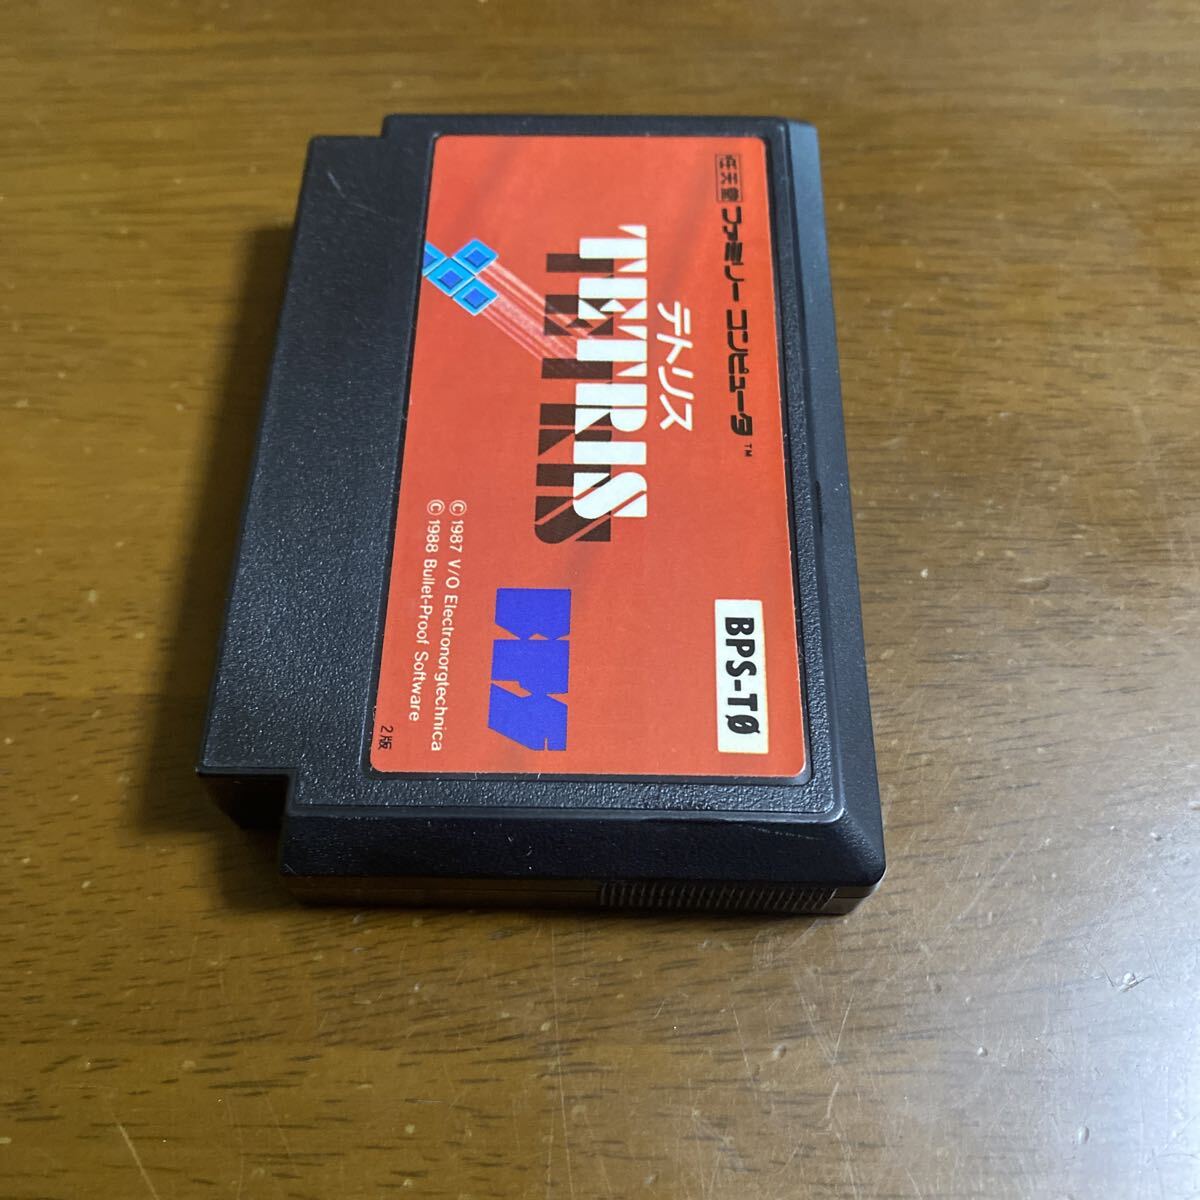 任天堂 ファミリー コンピュータ™
テトリス
TETRIS
BPS-TØ
BPS
© 1987 V/O Electronorgtechnica
© 1988 Bullet-Proof Software
2版